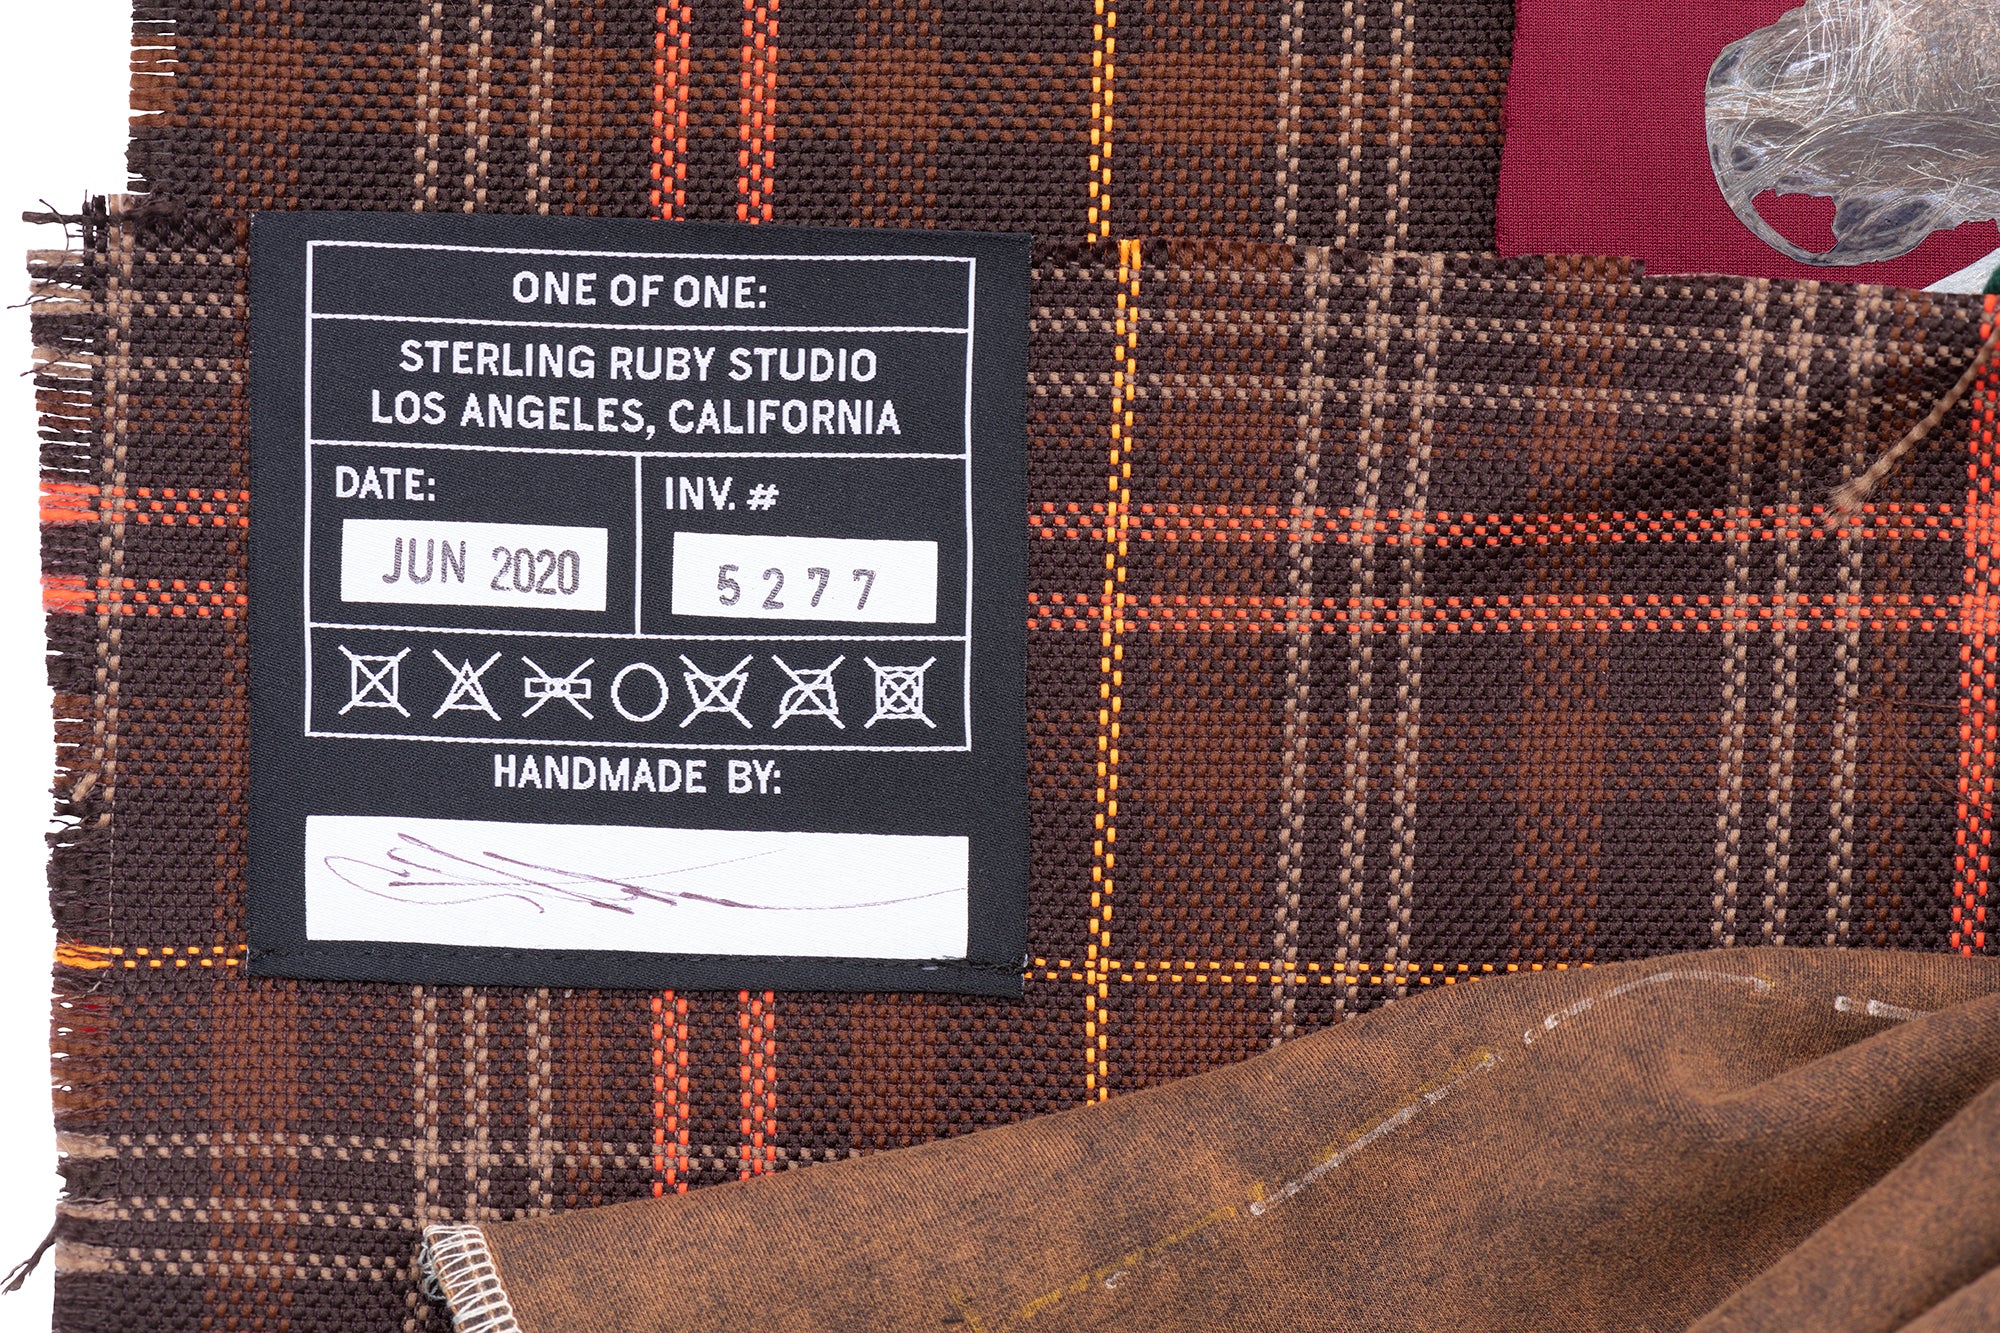 ONE OF ONE:
STERLING RUBY STUDIO
LOS ANGELES, CALIFORNIA
DATE:
INV. #
JUN 2020
5277
HANDMADE BY: